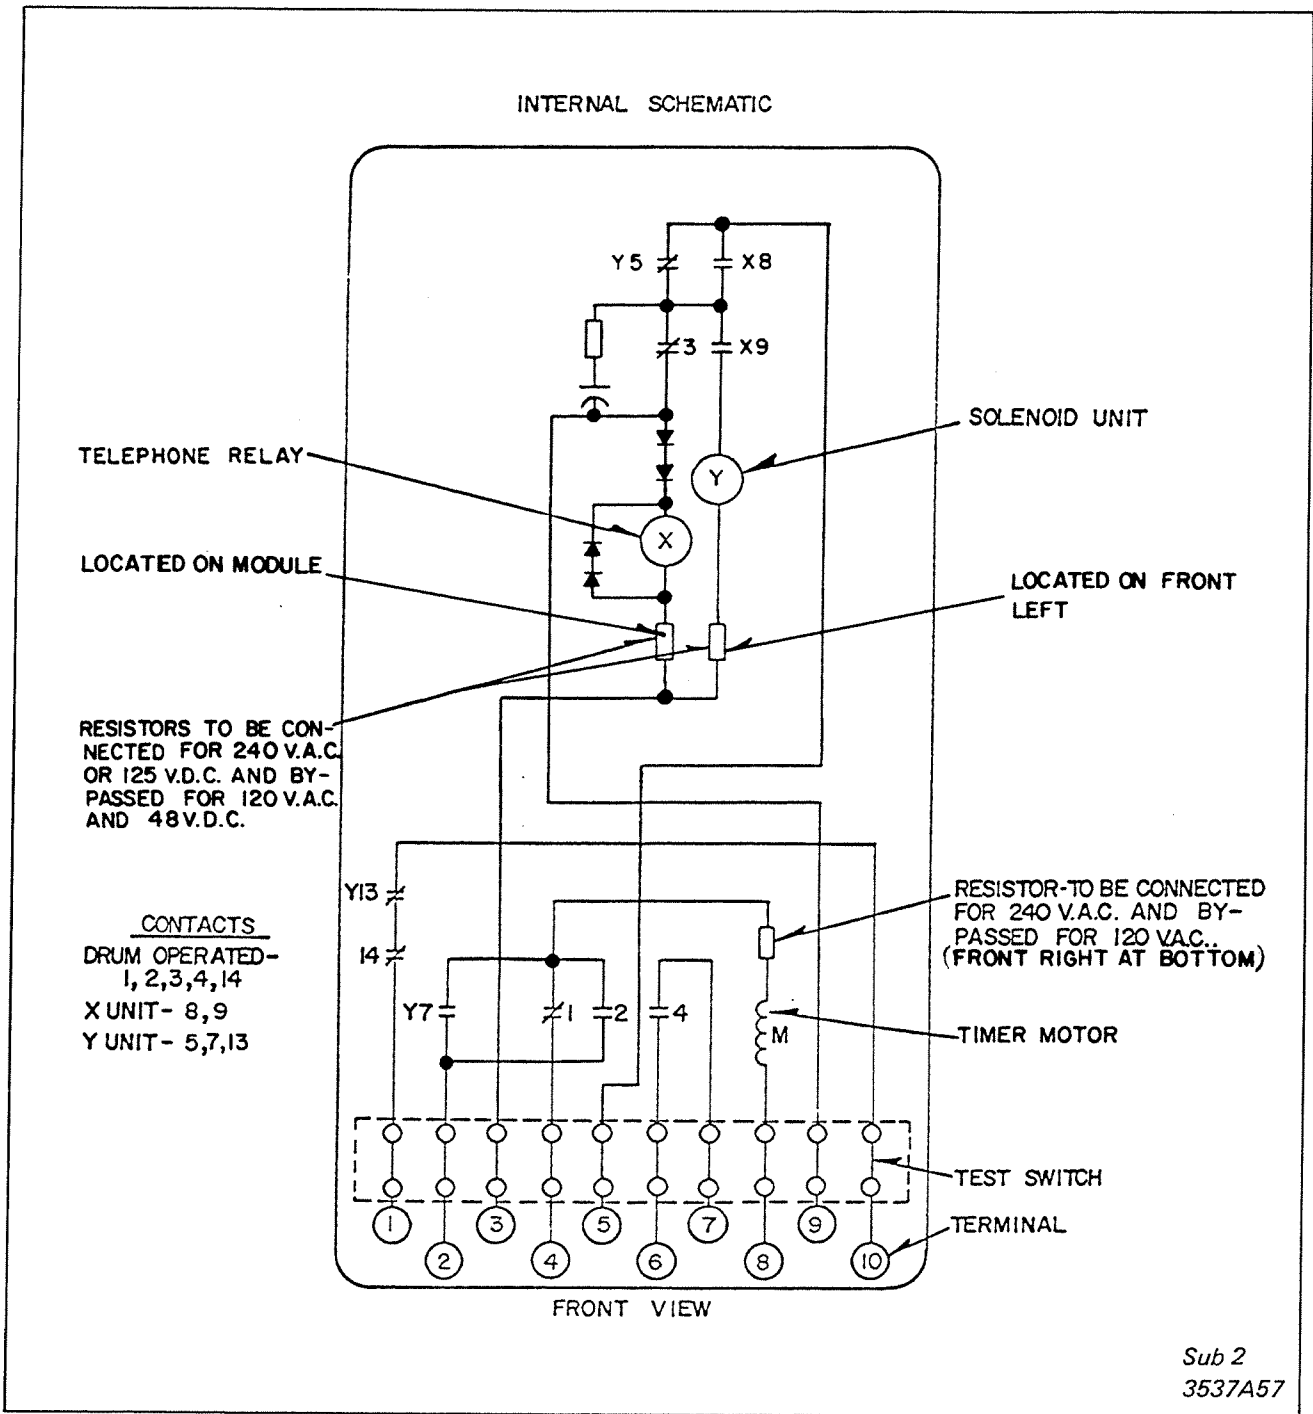 INTERNAL SCHEMATIC
Y5
X8
3
X9
SOLENOID UNIT
TELEPHONE RELAY
Y
X
LOCATED ON MODULE
LOCATED ON FRONT
LEFT
RESISTORS TO BE CON-
NECTED FOR 240 V.A.C.
OR 125 V.D.C. AND BY-
PASSED FOR 120 V.A.C.
AND 48 V.D.C.
Y13
14
RESISTOR-TO BE CONNECTED
FOR 240 V.A.C. AND BY-
PASSED FOR 120 V.A.C..
(FRONT RIGHT AT BOTTOM)
CONTACTS
DRUM OPERATED-
1, 2, 3, 4, 14
X UNIT- 8, 9
Y UNIT- 5, 7, 13
Y7
1
2
4
M
TIMER MOTOR
TEST SWITCH
1
3
5
7
9
TERMINAL
2
4
6
8
10
FRONT VIEW
Sub 2
3537A57